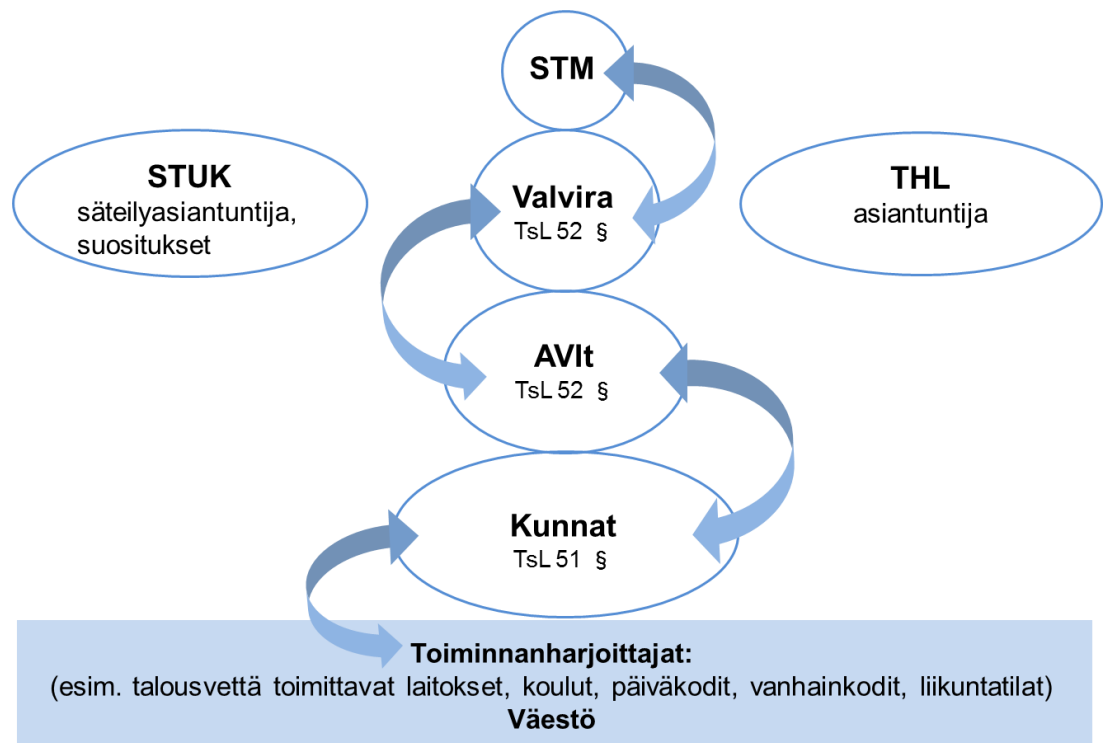 STM
STUK
säteilyasiantuntija,
suositukset
Valvira
TsL 52 §
THL
asiantuntija
AVIt
TsL 52 §
Kunnat
TsL 51 §
Toiminnanharjoittajat:
(esim. talousvettä toimittavat laitokset, koulut, päiväkodit, vanhainkodit, liikuntatilat)
Väestö